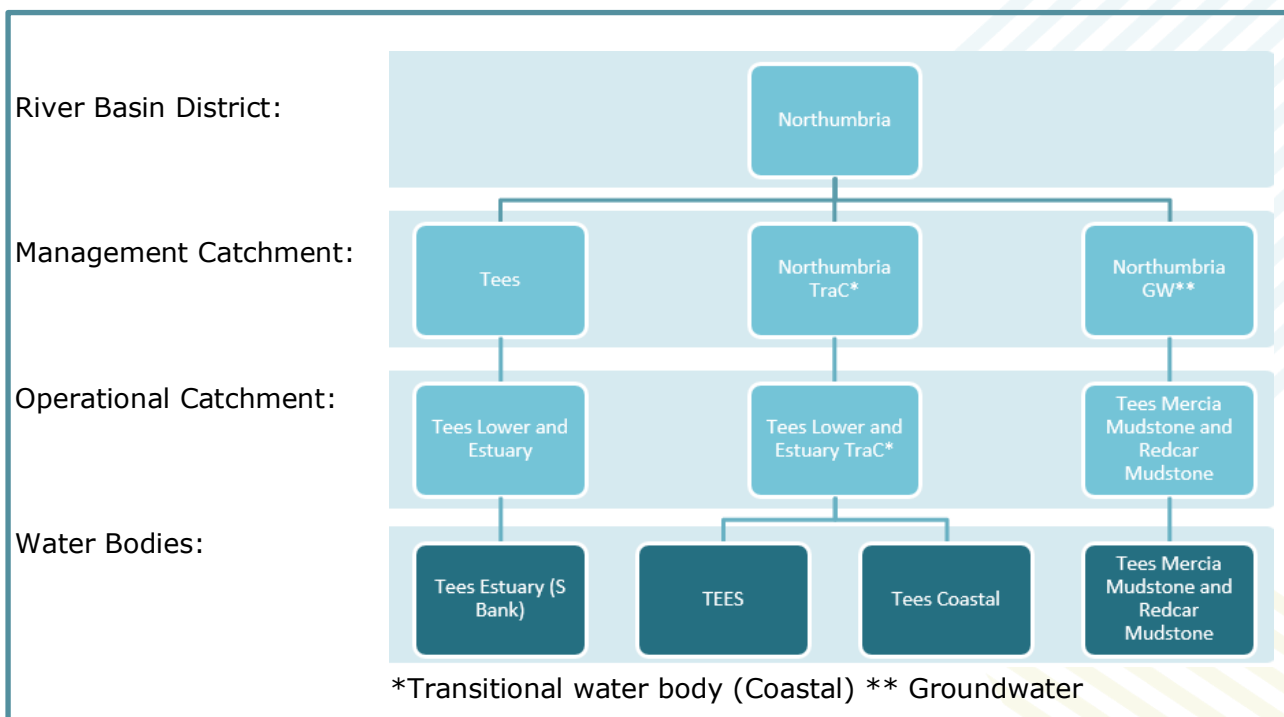 River Basin District:
Northumbria
Management Catchment:
Tees
Northumbria
TraC*
Northumbria
GW**
Operational Catchment:
Tees Lower and
Estuary
Tees Lower and
Estuary TraC*
Tees Mercia
Mudstone and
Redcar
Mudstone
Water Bodies:
Tees Estuary (S
Bank)
TEES
Tees Coastal
Tees Mercia
Mudstone and
Redcar
Mudstone
*Transitional water body (Coastal) ** Groundwater